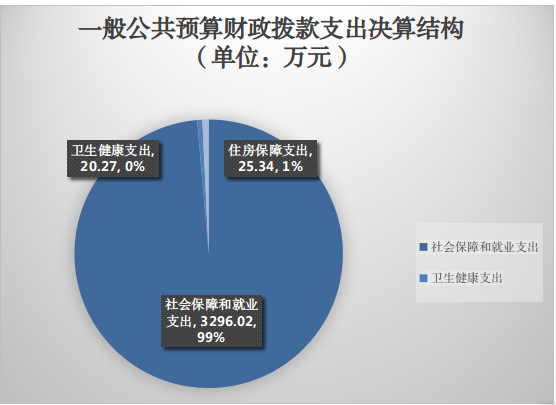 一般公共预算财政拨款支出决算结构
（单位：万元）
卫生健康支出,
20.27, 0%
住房保障支出,
25.34, 1%
社会保障和就业
支出, 3296.02,
99%
社会保障和就业支出
卫生健康支出